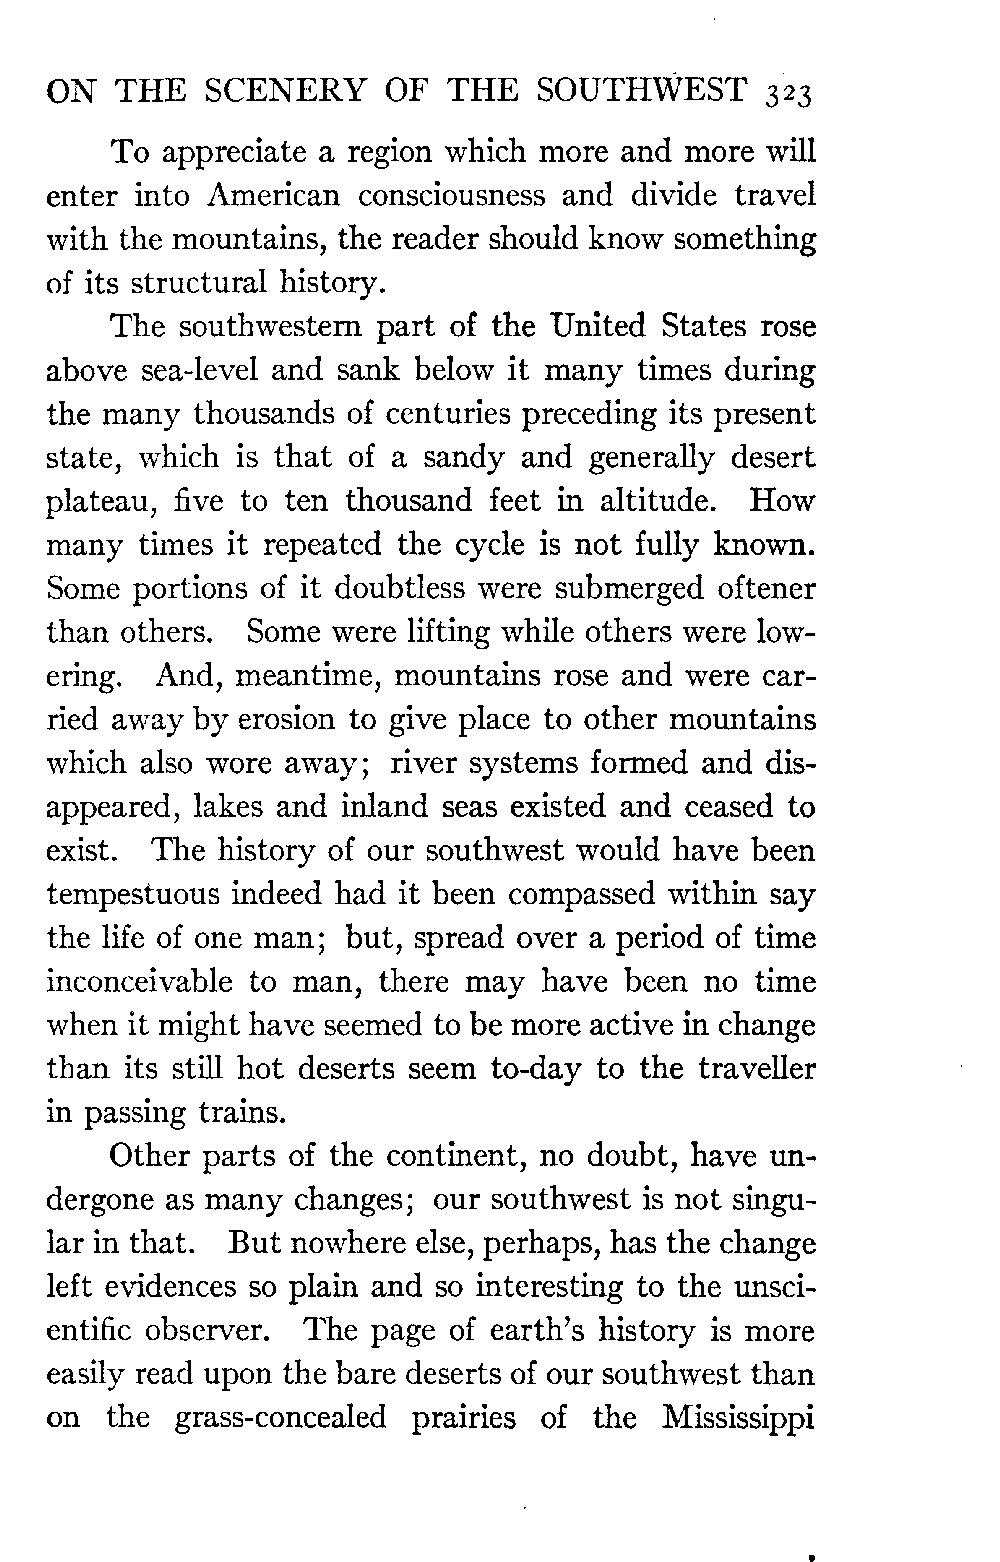 ON THE SCENERY OF THE SOUTHWEST 323
To appreciate a region which more and more will
enter into American consciousness and divide travel
with the mountains, the reader should know something
of its structural history.
The southwestern part of the United States rose
above sea-level and sank below it many times during
the many thousands of centuries preceding its present
state, which is that of a sandy and generally desert
plateau, five to ten thousand feet in altitude. How
many times it repeated the cycle is not fully known.
Some portions of it doubtless were submerged oftener
than others. Some were lifting while others were low-
ering. And, meantime, mountains rose and were car-
ried away by erosion to give place to other mountains
which also wore away; river systems formed and dis-
appeared, lakes and inland seas existed and ceased to
exist. The history of our southwest would have been
tempestuous indeed had it been compassed within say
the life of one man; but, spread over a period of time
inconceivable to man, there may have been no time
when it might have seemed to be more active in change
than its still hot deserts seem to-day to the traveller
in passing trains.
Other parts of the continent, no doubt, have un-
dergone as many changes; our southwest is not singu-
lar in that. But nowhere else, perhaps, has the change
left evidences so plain and so interesting to the unsci-
entific observer. The page of earth's history is more
easily read upon the bare deserts of our southwest than
on the grass-concealed prairies of the Mississippi